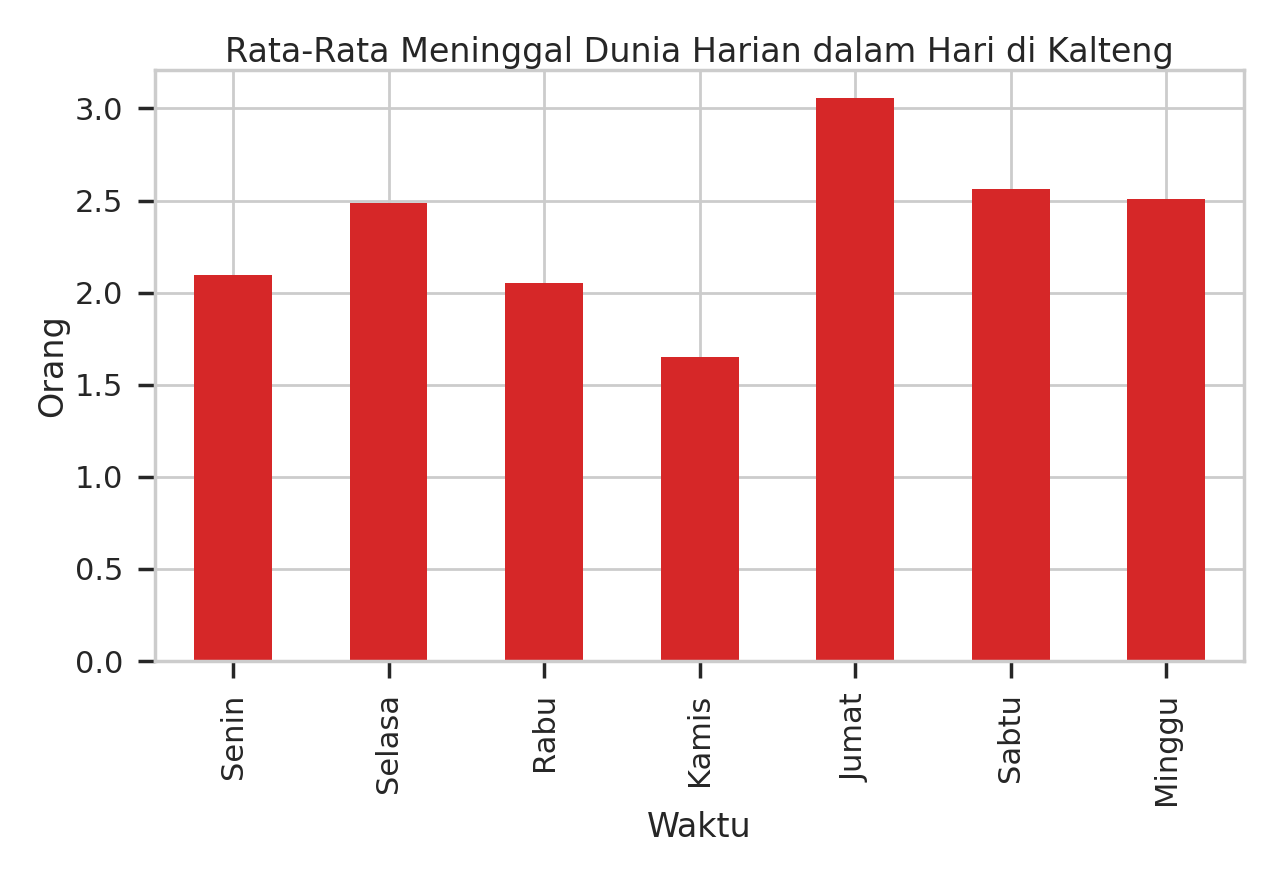 Rata-Rata Meninggal Dunia Harian dalam Hari di Kalteng
3.0
2.5
2.0
1.5
1.0
0.5
0.0
Orang
Senin
Selasa
Rabu
Kamis
Jumat
Sabtu
Minggu
Waktu